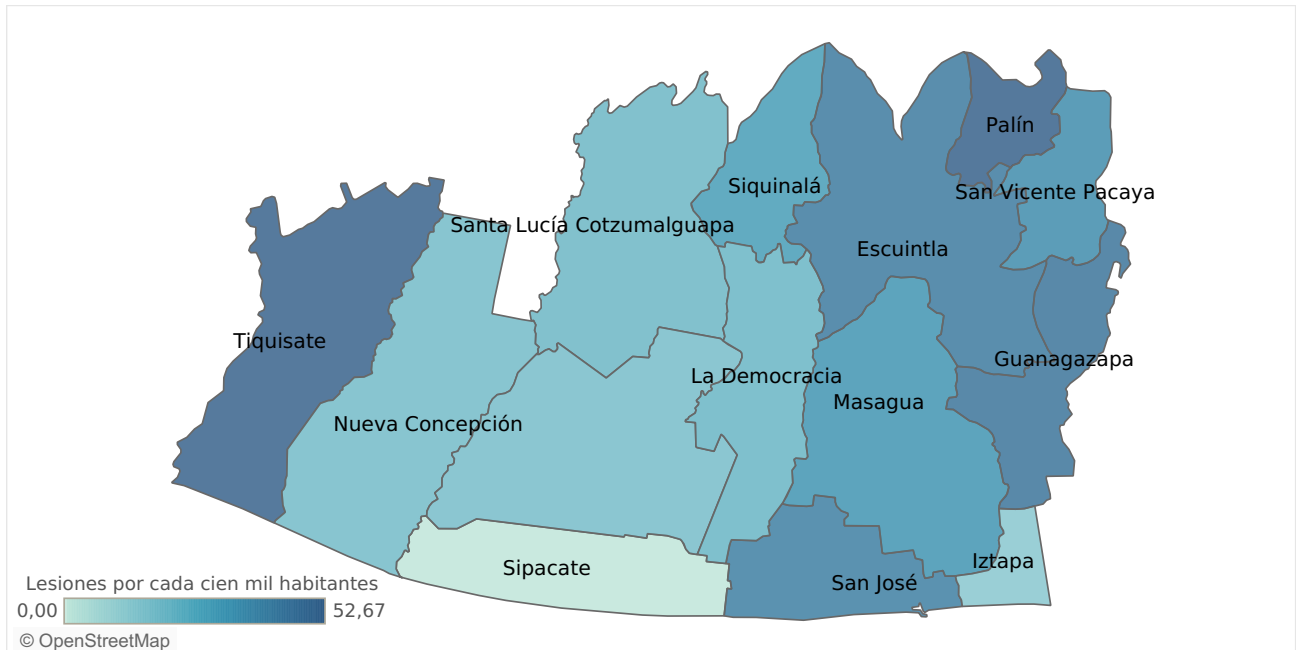 Palín
Siquinalá
San Vicente Pacaya
Santa Lucía Cotzumalguapa
Escuintla
Tiquisate
Guanagazapa
La Democracia
Masagua
Nueva Concepción
Iztapa
Sipacate
San José
Lesiones por cada cien mil habitantes
0,00 52,67
© OpenStreetMap